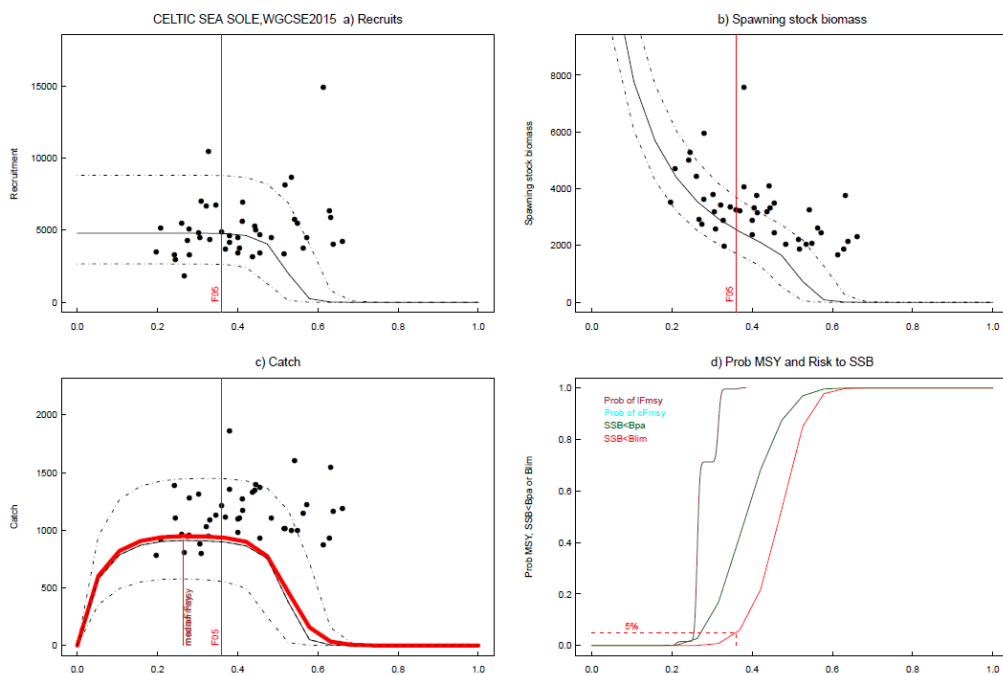 CELTIC SEA SOLE,WGCSE2015 a) Recruits
Recruitment
15000
10000
5000
0
F05
0.0 0.2 0.4 0.6 0.8 1.0
b) Spawning stock biomass
Spawning stock biomass
8000
6000
4000
2000
0
F05
0.0 0.2 0.4 0.6 0.8 1.0
c) Catch
Catch
2000
1500
1000
500
0
F05
0.0 0.2 0.4 0.6 0.8 1.0
d) Prob MSY and Risk to SSB
Prob MSY, SSB<Bpa or Blim
1.0
0.8
0.6
0.4
0.2
0.0
Prob of lFmsy
Prob of cFmsy
SSB<Bpa
SSB<Blim
5%
0.0 0.2 0.4 0.6 0.8 1.0